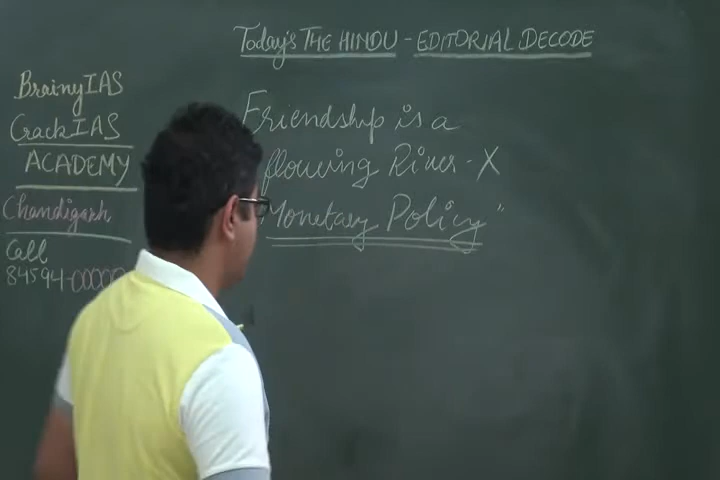 Today's THE HINDU - EDITORIAL DECODE
BrainyIAS
CrackIAS
ACADEMY
Chandigarh
Call
84594-00000
Friendship is a
flowing River - X
"Monetary Policy"